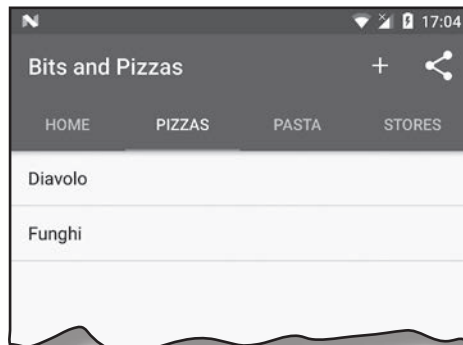 17:04
Bits and Pizzas +
HOME PIZZAS PASTA STORES
Diavolo
Funghi